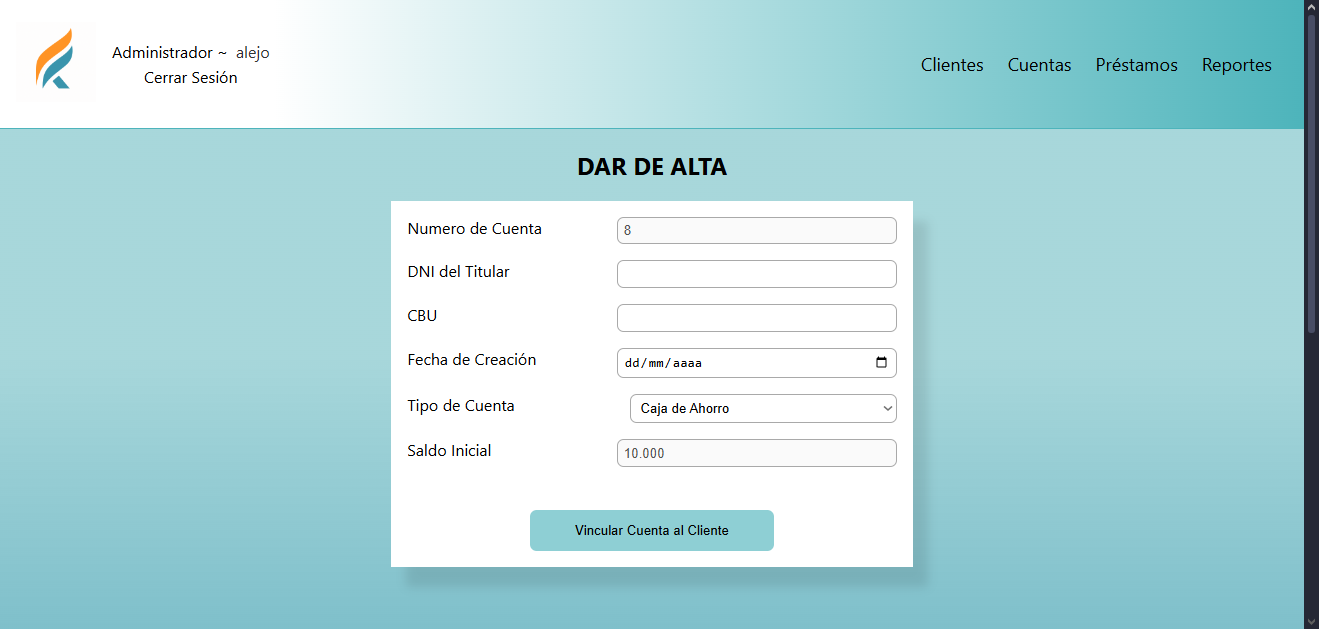 Administrador ~ alejo
Cerrar Sesión
Clientes Cuentas Préstamos Reportes
DAR DE ALTA
Numero de Cuenta 8
DNI del Titular
CBU
Fecha de Creación dd/mm/aaaa
Tipo de Cuenta Caja de Ahorro
Saldo Inicial 10.000
Vincular Cuenta al Cliente